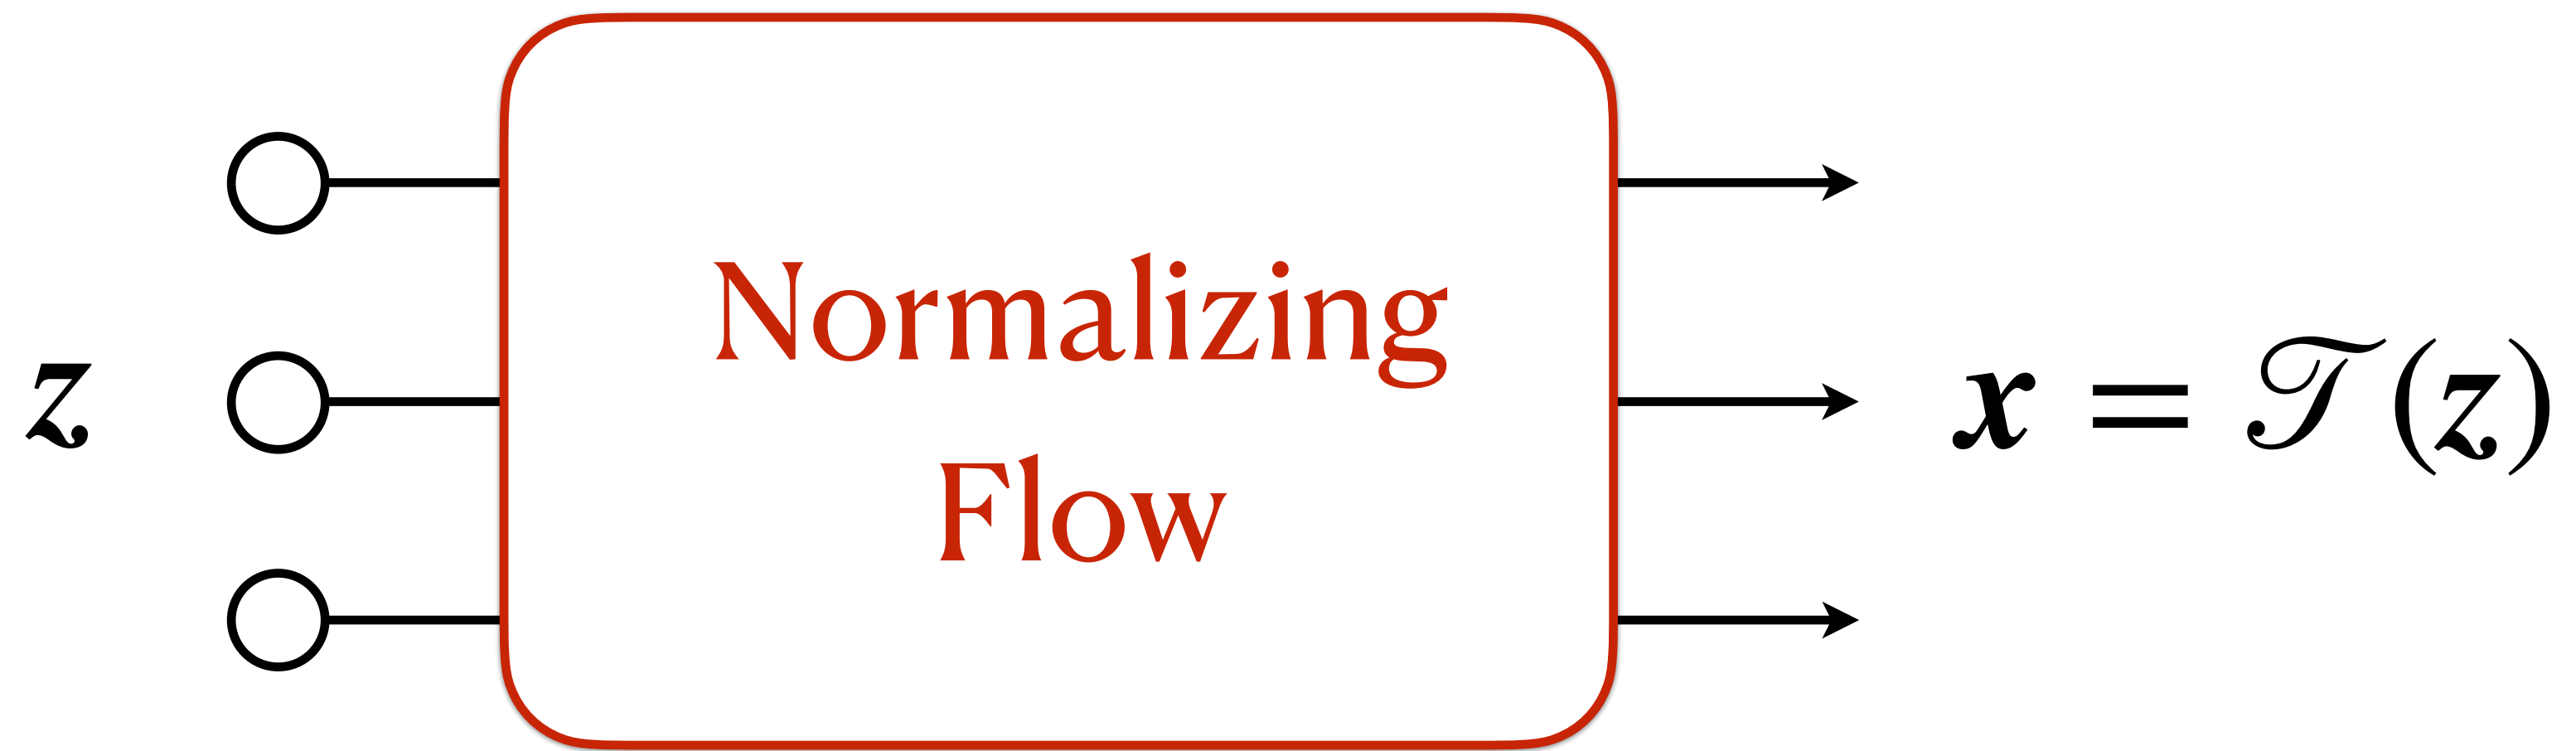 z
Normalizing
Flow
x = 𝒯(z)